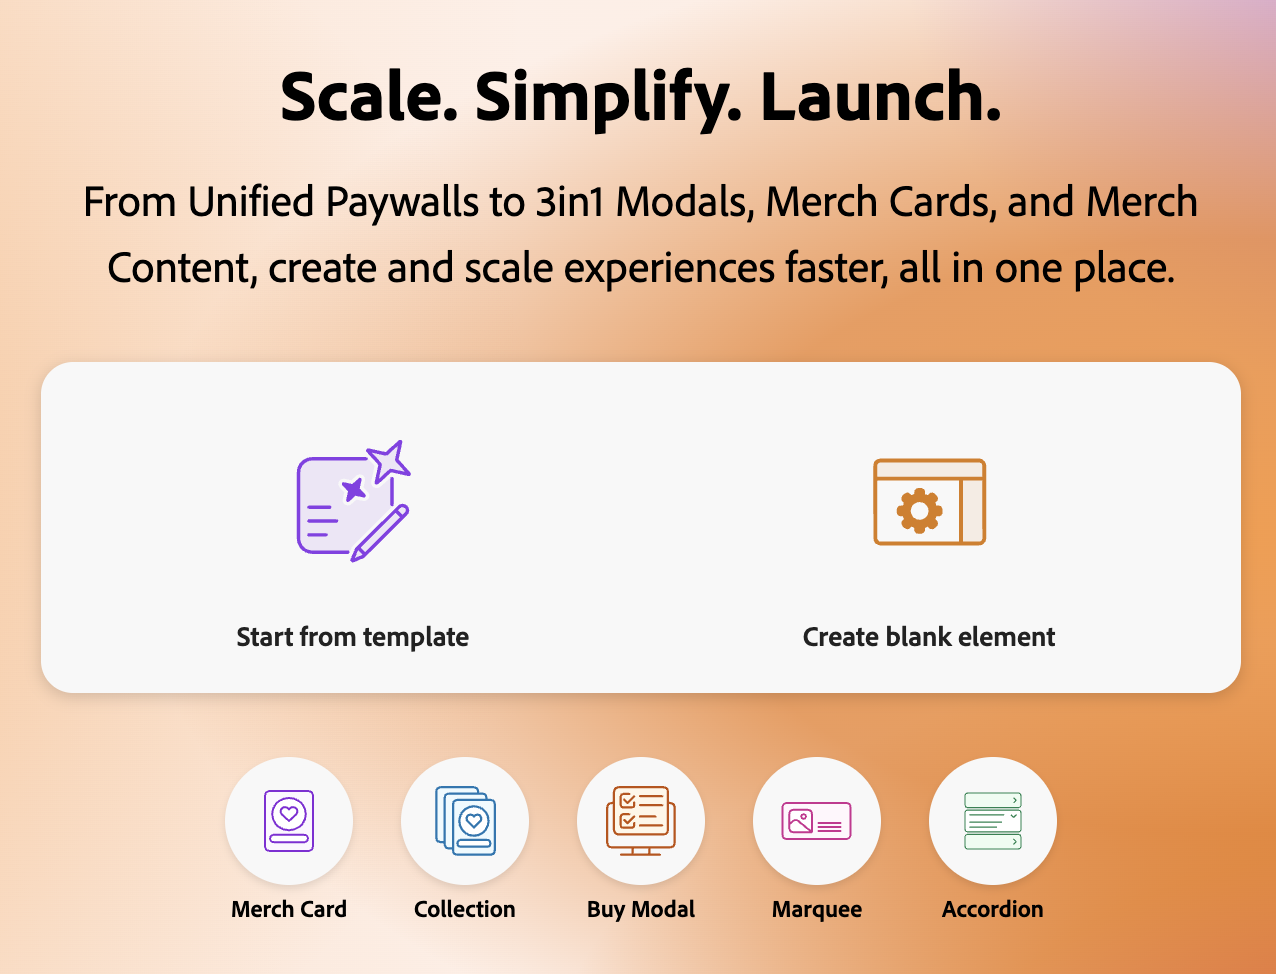 Scale. Simplify. Launch.
From Unified Paywalls to 3in1 Modals, Merch Cards, and Merch
Content, create and scale experiences faster, all in one place.
Start from template
Create blank element
Merch Card
Collection
Buy Modal
Marquee
Accordion